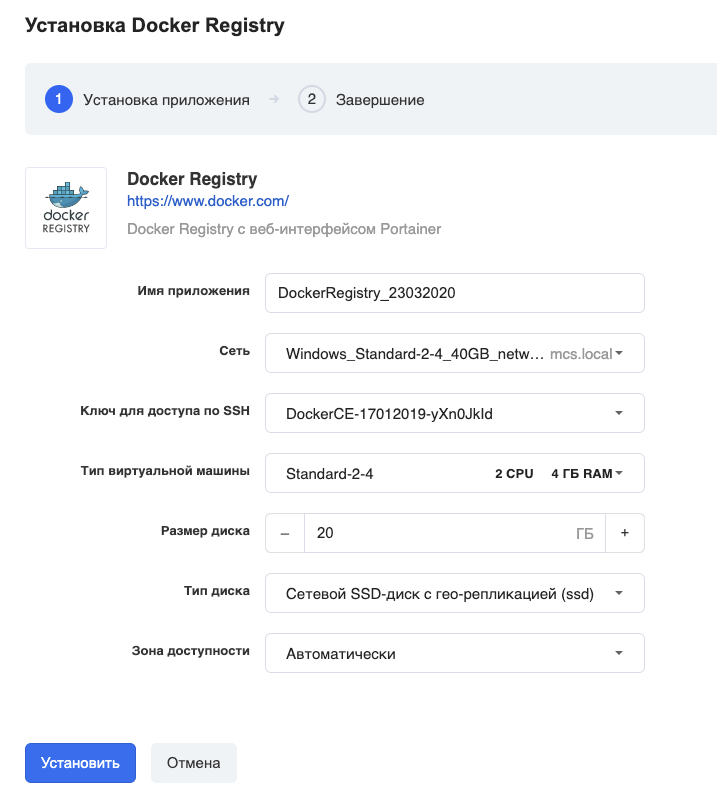 Установка Docker Registry
1 Установка приложения → 2 Завершение
docker
REGISTRY
Docker Registry
https://www.docker.com/
Docker Registry с веб-интерфейсом Portainer
Имя приложения DockerRegistry_23032020
Сеть Windows_Standard-2-4_40GB_netw... mcs.local
Ключ для доступа по SSH DockerCE-17012019-yXn0JkId
Тип виртуальной машины Standard-2-4 2 CPU 4 ГБ RAM
Размер диска – 20 ГБ +
Тип диска Сетевой SSD-диск с гео-репликацией (ssd)
Зона доступности Автоматически
Установить Отмена